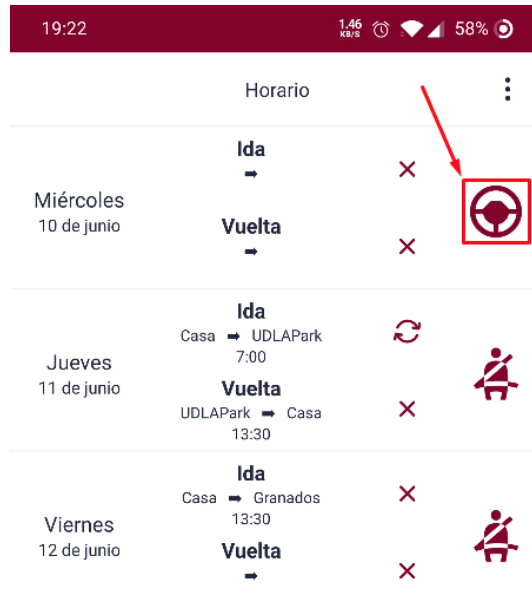 19:22 1.46 KB/S 58%
Horario
Miércoles
10 de junio
Ida
➡
Vuelta
➡
Jueves
11 de junio
Ida
Casa ➡ UDLAPark
7:00
Vuelta
UDLAPark ➡ Casa
13:30
Viernes
12 de junio
Ida
Casa ➡ Granados
13:30
Vuelta
➡